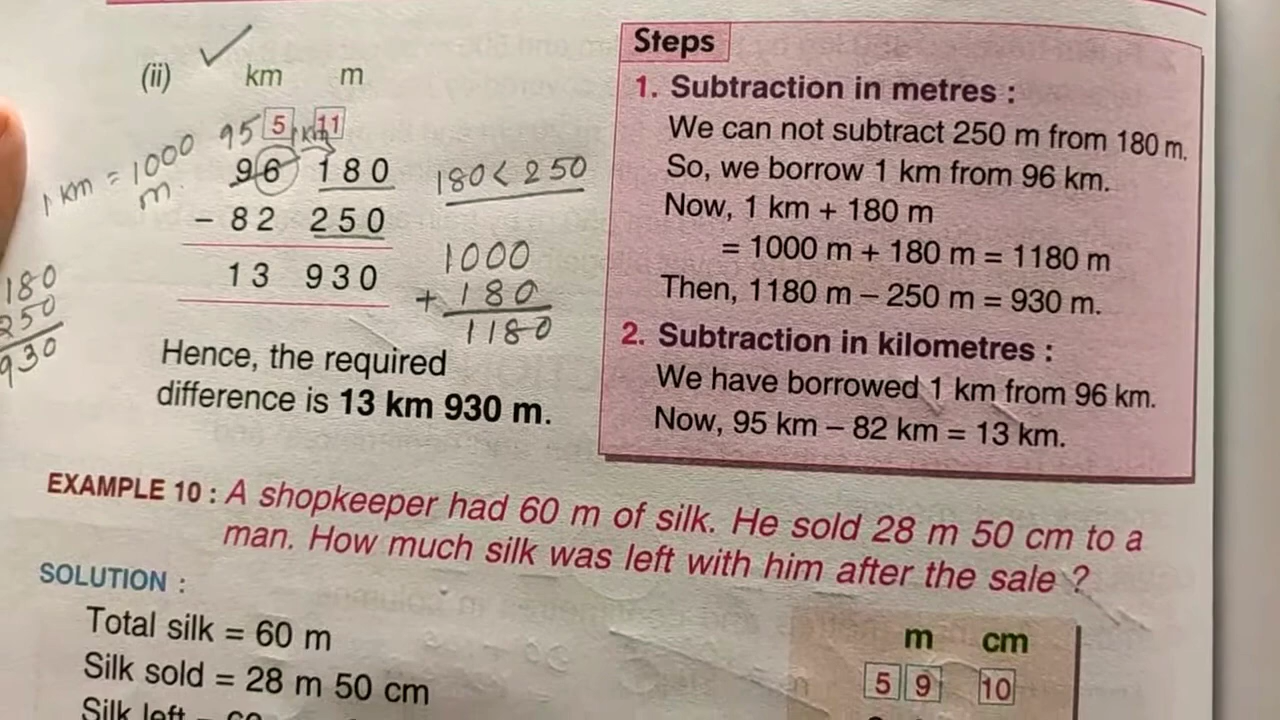 (ii) km m
95 5 1km 11
1 km = 1000
m.
96 180
180 < 250
- 82 250
13 930
1000
+ 180
1180
180
250
930
Hence, the required
difference is 13 km 930 m.
Steps
1. Subtraction in metres :
We can not subtract 250 m from 180 m.
So, we borrow 1 km from 96 km.
Now, 1 km + 180 m
= 1000 m + 180 m = 1180 m
Then, 1180 m – 250 m = 930 m.
2. Subtraction in kilometres :
We have borrowed 1 km from 96 km.
Now, 95 km – 82 km = 13 km.
EXAMPLE 10 : A shopkeeper had 60 m of silk. He sold 28 m 50 cm to a
man. How much silk was left with him after the sale ?
SOLUTION :
Total silk = 60 m
Silk sold = 28 m 50 cm
Silk left
m cm
5 9 10